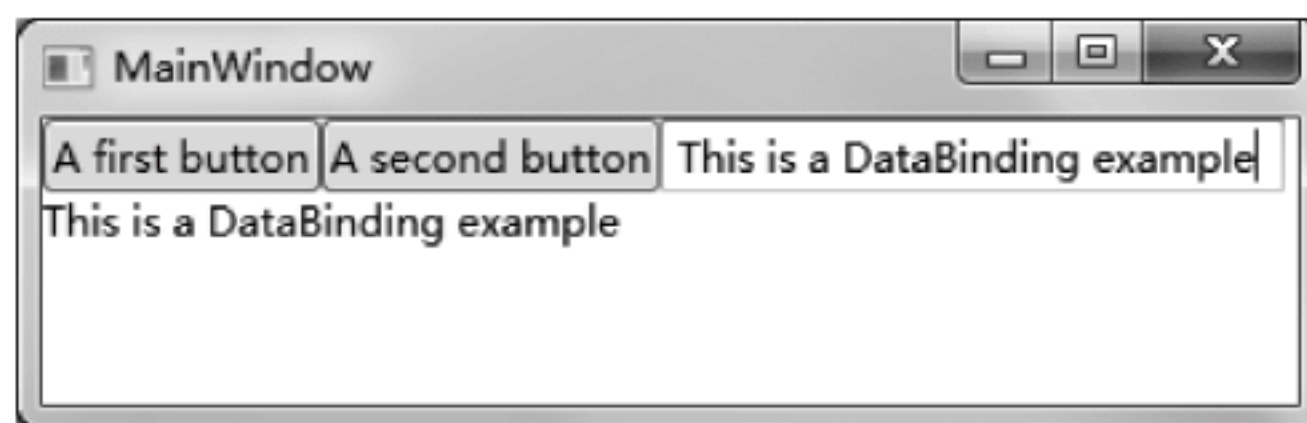 MainWindow
A first button A second button This is a DataBinding example
This is a DataBinding example